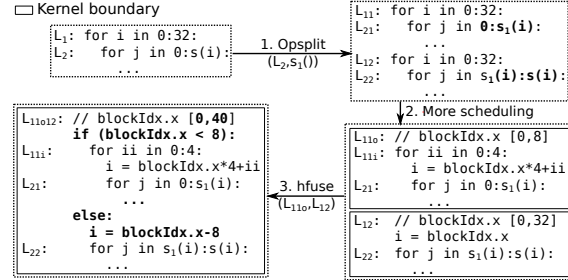 Kernel boundary
L₁: for i in 0:32:
L₂: for j in 0:s(i):
...
1. Opsplit
(L₂,s₁())
L₁₁: for i in 0:32:
L₂₁: for j in 0:s₁(i):
...
L₁₂: for i in 0:32:
L₂₂: for j in s₁(i):s(i):
...
2. More scheduling
L₁₁ₒ: // blockIdx.x [0,8]
L₁₁ᵢ: for ii in 0:4:
i = blockIdx.x*4+ii
L₂₁: for j in 0:s₁(i):
...
L₁₂: // blockIdx.x [0,32]
i = blockIdx.x
L₂₂: for j in s₁(i):s(i):
...
3. hfuse
(L₁₁ₒ,L₁₂)
L₁₁ₒ₁₂: // blockIdx.x [0,40]
if (blockIdx.x < 8):
L₁₁ᵢ: for ii in 0:4:
i = blockIdx.x*4+ii
L₂₁: for j in 0:s₁(i):
...
else:
i = blockIdx.x-8
L₂₂: for j in s₁(i):s(i):
...